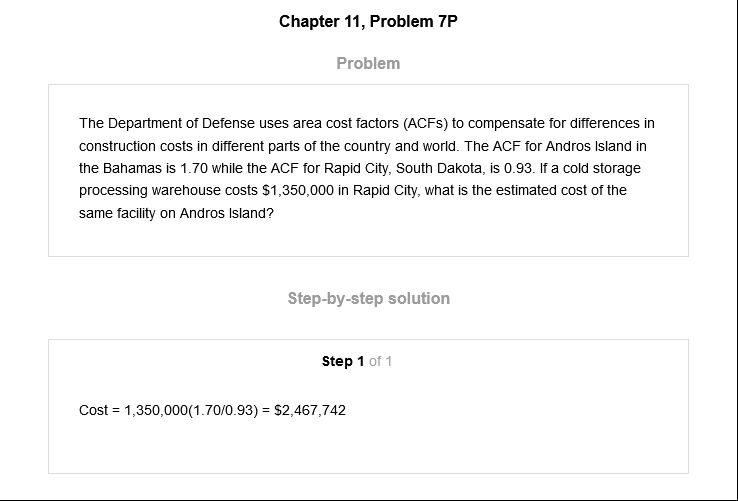 Chapter 11, Problem 7P
Problem
The Department of Defense uses area cost factors (ACFs) to compensate for differences in
construction costs in different parts of the country and world. The ACF for Andros Island in
the Bahamas is 1.70 while the ACF for Rapid City, South Dakota, is 0.93. If a cold storage
processing warehouse costs $1,350,000 in Rapid City, what is the estimated cost of the
same facility on Andros Island?
Step-by-step solution
Step 1 of 1
Cost = 1,350,000(1.70/0.93) = $2,467,742